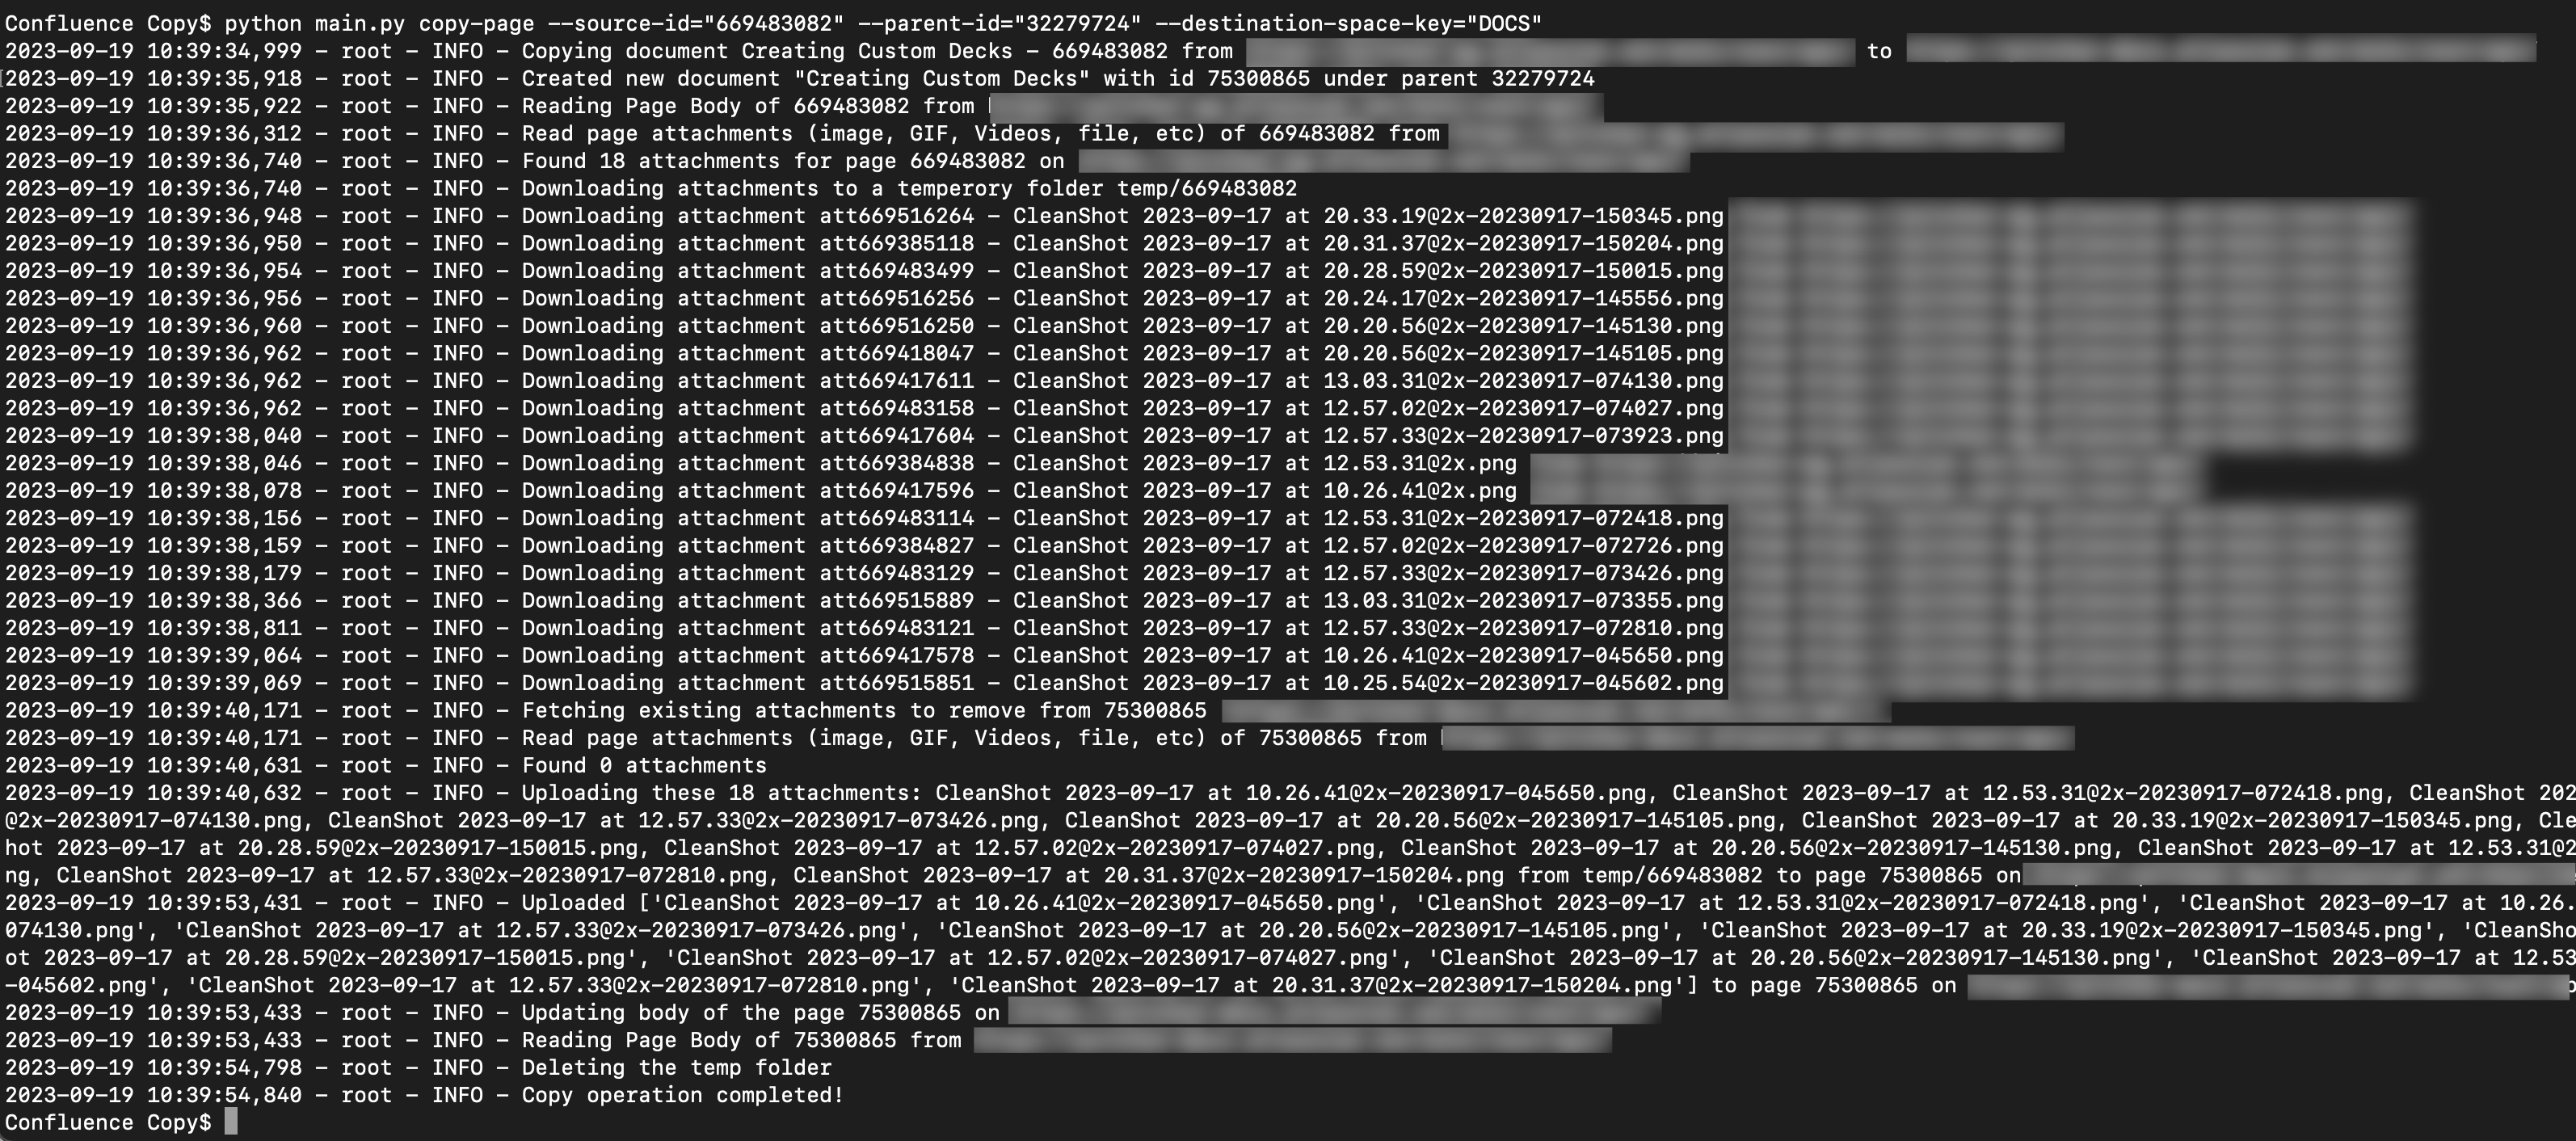 Confluence Copy$ python main.py copy-page --source-id="669483082" --parent-id="32279724" --destination-space-key="DOCS"
2023-09-19 10:39:34,999 - root - INFO - Copying document Creating Custom Decks - 669483082 from to
2023-09-19 10:39:35,918 - root - INFO - Created new document "Creating Custom Decks" with id 75300865 under parent 32279724
2023-09-19 10:39:35,922 - root - INFO - Reading Page Body of 669483082 from
2023-09-19 10:39:36,312 - root - INFO - Read page attachments (image, GIF, Videos, file, etc) of 669483082 from
2023-09-19 10:39:36,740 - root - INFO - Found 18 attachments for page 669483082 on
2023-09-19 10:39:36,740 - root - INFO - Downloading attachments to a temperory folder temp/669483082
2023-09-19 10:39:36,948 - root - INFO - Downloading attachment att669516264 - CleanShot 2023-09-17 at 20.33.19@2x-20230917-150345.png
2023-09-19 10:39:36,950 - root - INFO - Downloading attachment att669385118 - CleanShot 2023-09-17 at 20.31.37@2x-20230917-150204.png
2023-09-19 10:39:36,954 - root - INFO - Downloading attachment att669483499 - CleanShot 2023-09-17 at 20.28.59@2x-20230917-150015.png
2023-09-19 10:39:36,956 - root - INFO - Downloading attachment att669516256 - CleanShot 2023-09-17 at 20.24.17@2x-20230917-145556.png
2023-09-19 10:39:36,960 - root - INFO - Downloading attachment att669516250 - CleanShot 2023-09-17 at 20.20.56@2x-20230917-145130.png
2023-09-19 10:39:36,962 - root - INFO - Downloading attachment att669418047 - CleanShot 2023-09-17 at 20.20.56@2x-20230917-145105.png
2023-09-19 10:39:36,962 - root - INFO - Downloading attachment att669417611 - CleanShot 2023-09-17 at 13.03.31@2x-20230917-074130.png
2023-09-19 10:39:36,962 - root - INFO - Downloading attachment att669483158 - CleanShot 2023-09-17 at 12.57.02@2x-20230917-074027.png
2023-09-19 10:39:38,040 - root - INFO - Downloading attachment att669417604 - CleanShot 2023-09-17 at 12.57.33@2x-20230917-073923.png
2023-09-19 10:39:38,046 - root - INFO - Downloading attachment att669384838 - CleanShot 2023-09-17 at 12.53.31@2x.png
2023-09-19 10:39:38,078 - root - INFO - Downloading attachment att669417596 - CleanShot 2023-09-17 at 10.26.41@2x.png
2023-09-19 10:39:38,156 - root - INFO - Downloading attachment att669483114 - CleanShot 2023-09-17 at 12.53.31@2x-20230917-072418.png
2023-09-19 10:39:38,159 - root - INFO - Downloading attachment att669384827 - CleanShot 2023-09-17 at 12.57.02@2x-20230917-072726.png
2023-09-19 10:39:38,179 - root - INFO - Downloading attachment att669483129 - CleanShot 2023-09-17 at 12.57.33@2x-20230917-073426.png
2023-09-19 10:39:38,366 - root - INFO - Downloading attachment att669515889 - CleanShot 2023-09-17 at 13.03.31@2x-20230917-073355.png
2023-09-19 10:39:38,811 - root - INFO - Downloading attachment att669483121 - CleanShot 2023-09-17 at 12.57.33@2x-20230917-072810.png
2023-09-19 10:39:39,064 - root - INFO - Downloading attachment att669417578 - CleanShot 2023-09-17 at 10.26.41@2x-20230917-045650.png
2023-09-19 10:39:39,069 - root - INFO - Downloading attachment att669515851 - CleanShot 2023-09-17 at 10.25.54@2x-20230917-045602.png
2023-09-19 10:39:40,171 - root - INFO - Fetching existing attachments to remove from 75300865
2023-09-19 10:39:40,171 - root - INFO - Read page attachments (image, GIF, Videos, file, etc) of 75300865 from
2023-09-19 10:39:40,631 - root - INFO - Found 0 attachments
2023-09-19 10:39:40,632 - root - INFO - Uploading these 18 attachments: CleanShot 2023-09-17 at 10.26.41@2x-20230917-045650.png, CleanShot 2023-09-17 at 12.53.31@2x-20230917-072418.png, CleanShot 202
@2x-20230917-074130.png, CleanShot 2023-09-17 at 12.57.33@2x-20230917-073426.png, CleanShot 2023-09-17 at 20.20.56@2x-20230917-145105.png, CleanShot 2023-09-17 at 20.33.19@2x-20230917-150345.png, Cle
hot 2023-09-17 at 20.28.59@2x-20230917-150015.png, CleanShot 2023-09-17 at 12.57.02@2x-20230917-074027.png, CleanShot 2023-09-17 at 20.20.56@2x-20230917-145130.png, CleanShot 2023-09-17 at 12.53.31@2
ng, CleanShot 2023-09-17 at 12.57.33@2x-20230917-072810.png, CleanShot 2023-09-17 at 20.31.37@2x-20230917-150204.png from temp/669483082 to page 75300865 on
2023-09-19 10:39:53,431 - root - INFO - Uploaded ['CleanShot 2023-09-17 at 10.26.41@2x-20230917-045650.png', 'CleanShot 2023-09-17 at 12.53.31@2x-20230917-072418.png', 'CleanShot 2023-09-17 at 10.26.
074130.png', 'CleanShot 2023-09-17 at 12.57.33@2x-20230917-073426.png', 'CleanShot 2023-09-17 at 20.20.56@2x-20230917-145105.png', 'CleanShot 2023-09-17 at 20.33.19@2x-20230917-150345.png', 'CleanSho
ot 2023-09-17 at 20.28.59@2x-20230917-150015.png', 'CleanShot 2023-09-17 at 12.57.02@2x-20230917-074027.png', 'CleanShot 2023-09-17 at 20.20.56@2x-20230917-145130.png', 'CleanShot 2023-09-17 at 12.53
-045602.png', 'CleanShot 2023-09-17 at 12.57.33@2x-20230917-072810.png', 'CleanShot 2023-09-17 at 20.31.37@2x-20230917-150204.png'] to page 75300865 on
2023-09-19 10:39:53,433 - root - INFO - Updating body of the page 75300865 on
2023-09-19 10:39:53,433 - root - INFO - Reading Page Body of 75300865 from
2023-09-19 10:39:54,798 - root - INFO - Deleting the temp folder
2023-09-19 10:39:54,840 - root - INFO - Copy operation completed!
Confluence Copy$